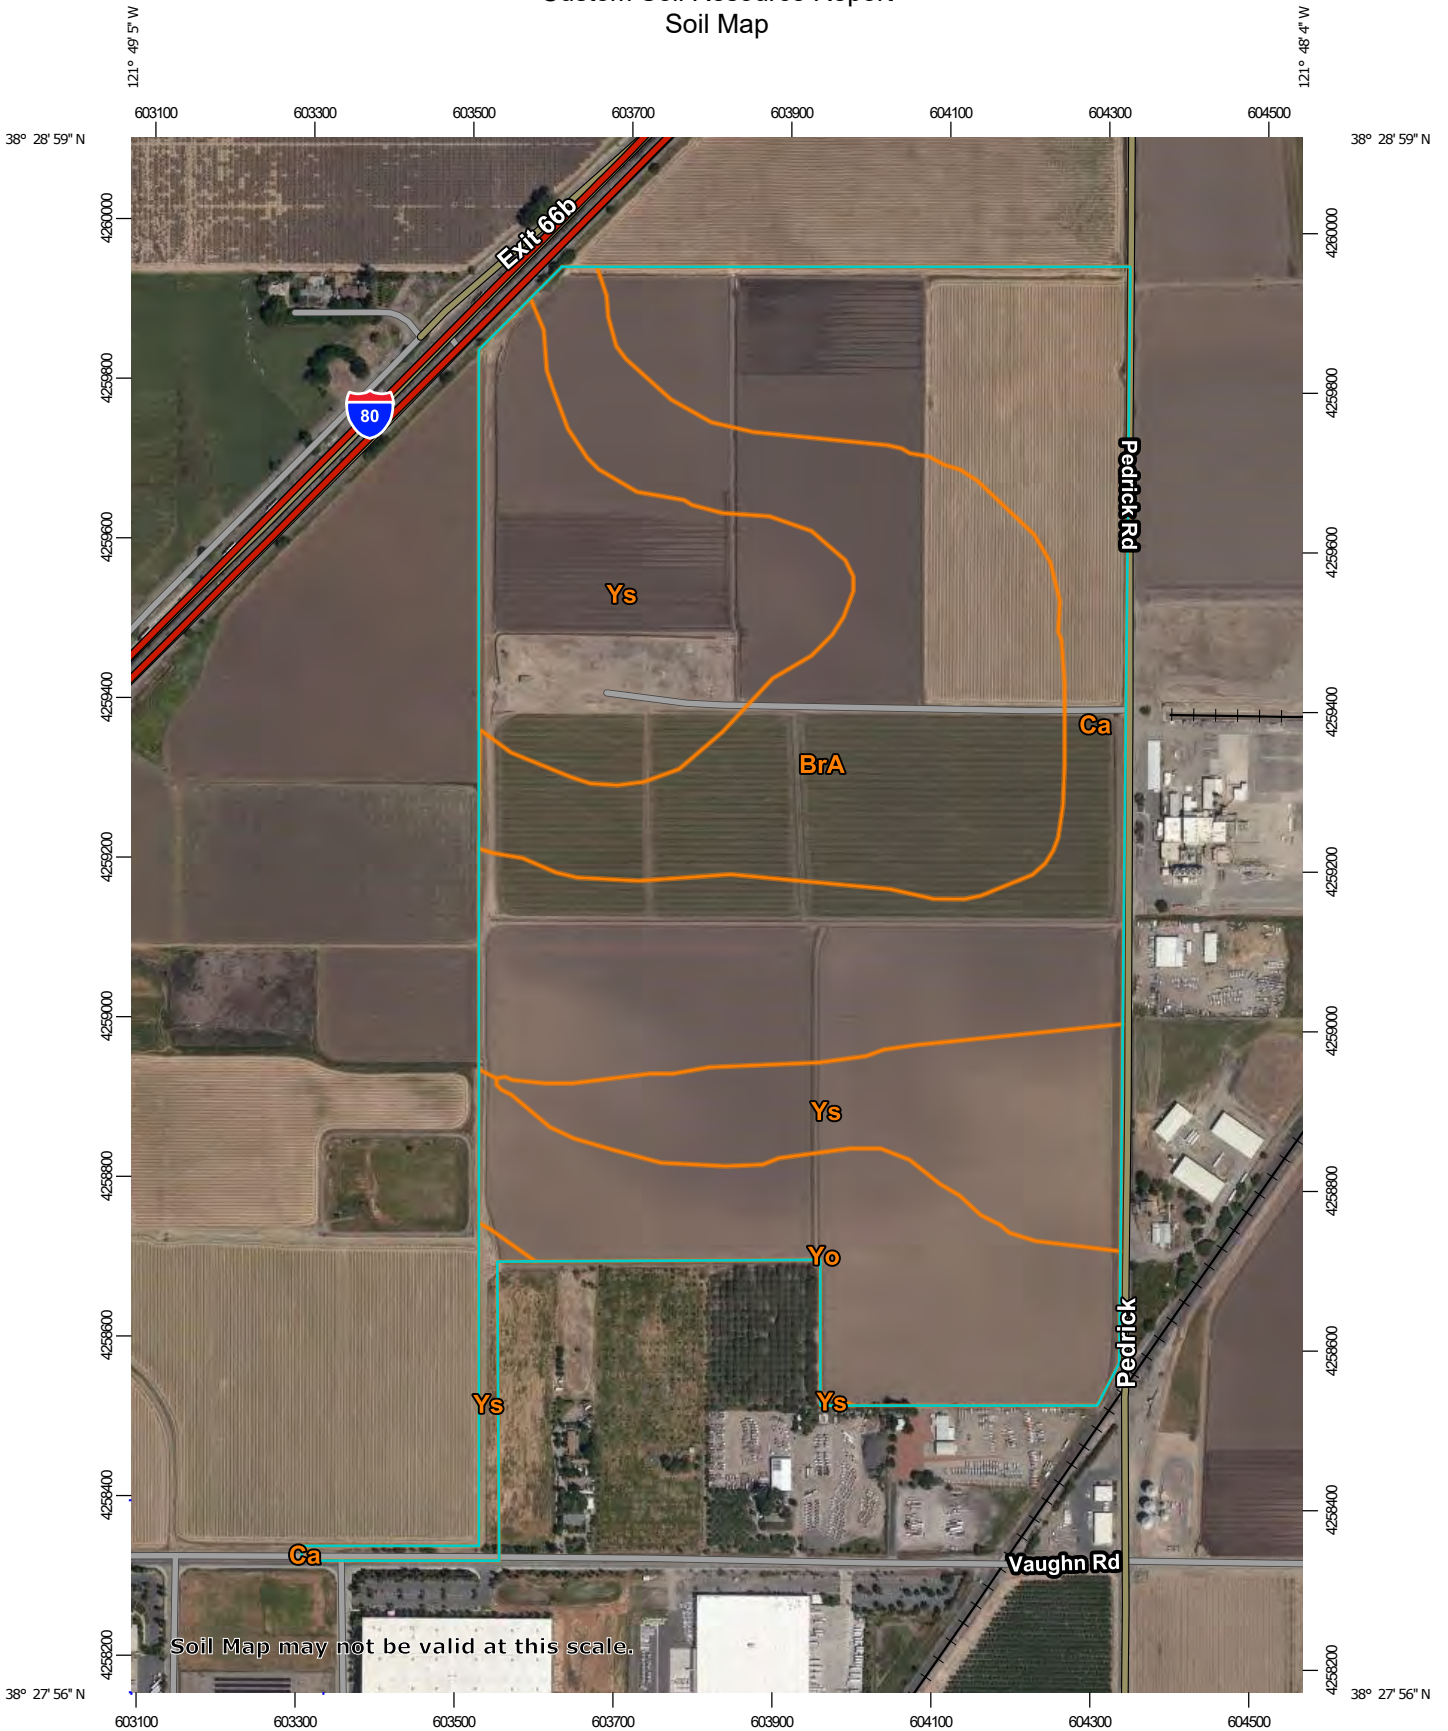 Custom Soil Resource Report
Soil Map
121° 49' 5" W
121° 48' 4" W
603100 603300 603500 603700 603900 604100 604300 604500
38° 28' 59" N
38° 28' 59" N
4260000
4260000
Exit 66b
4259800
4259800
80
Pedrick Rd
4259600
4259600
Ys
4259400
4259400
Ca
BrA
4259200
4259200
4259000
4259000
Ys
4258800
4258800
Yo
4258600
4258600
Pedrick
Ys
Ys
4258400
4258400
Ca
Vaughn Rd
Soil Map may not be valid at this scale.
4258200
4258200
38° 27' 56" N
38° 27' 56" N
603100 603300 603500 603700 603900 604100 604300 604500